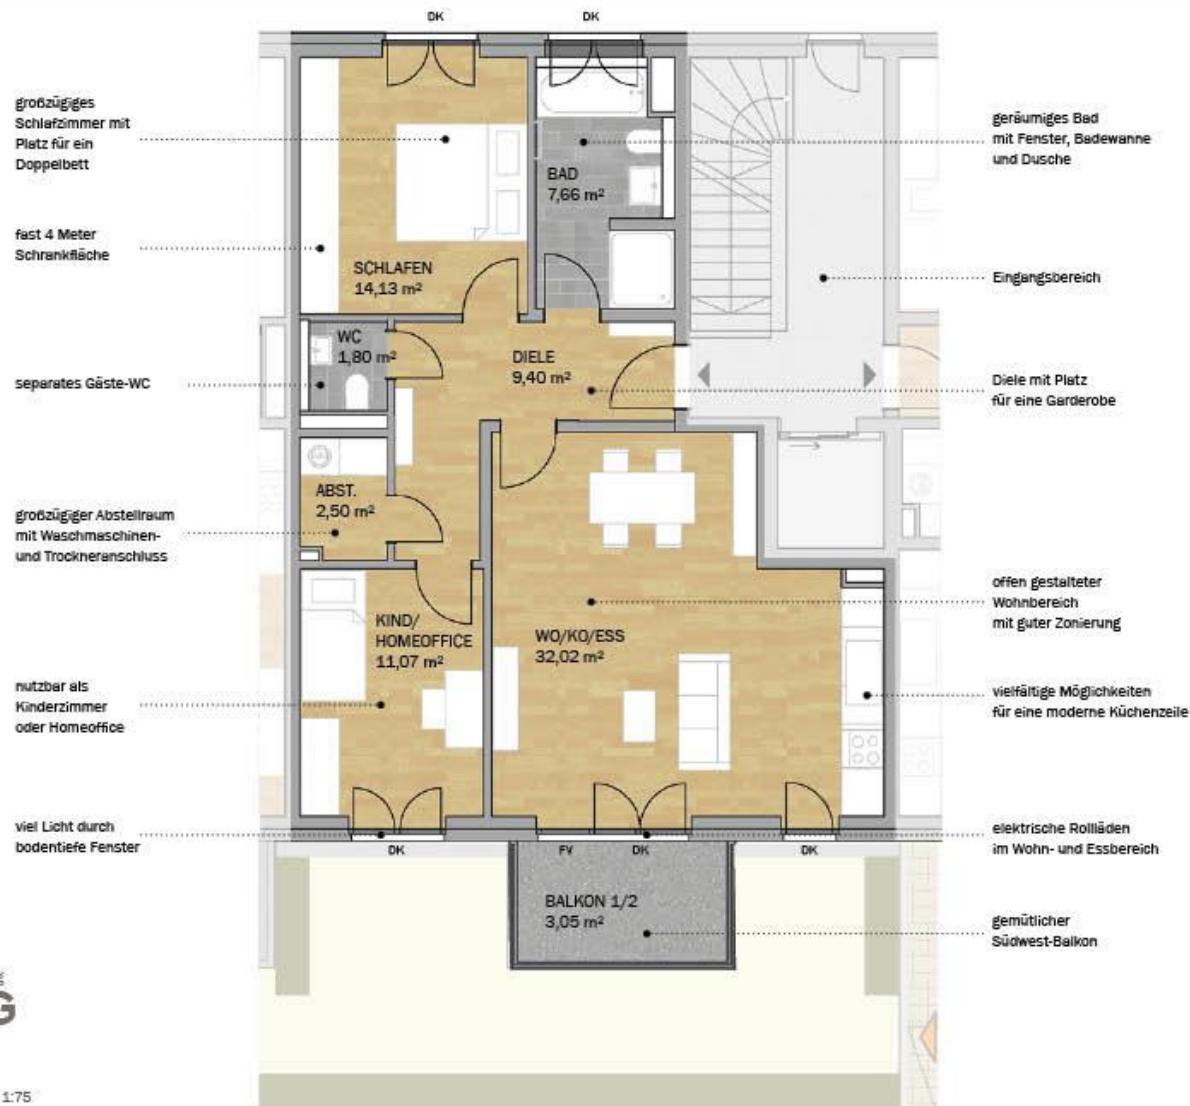 DK
DK
großzügiges
Schlafzimmer mit
Platz für ein
Doppelbett
geräumiges Bad
mit Fenster, Badewanne
und Dusche
BAD
7,66 m²
fast 4 Meter
Schrankfläche
SCHLAFEN
14,13 m²
Eingangsbereich
WC
1,80 m²
DIELE
9,40 m²
separates Gäste-WC
Diele mit Platz
für eine Garderobe
ABST.
2,50 m²
großzügiger Abstellraum
mit Waschmaschinen-
und Trockneranschluss
offen gestalteter
Wohnbereich
mit guter Zonierung
KIND/
HOMEOFFICE
11,07 m²
WO/KO/ESS
32,02 m²
nutzbar als
Kinderzimmer
oder Homeoffice
vielfältige Möglichkeiten
für eine moderne Küchenzeile
viel Licht durch
bodentiefe Fenster
elektrische Rollläden
im Wohn- und Essbereich
DK
FV
DK
DK
BALKON 1/2
3,05 m²
gemütlicher
Südwest-Balkon
G
1:75